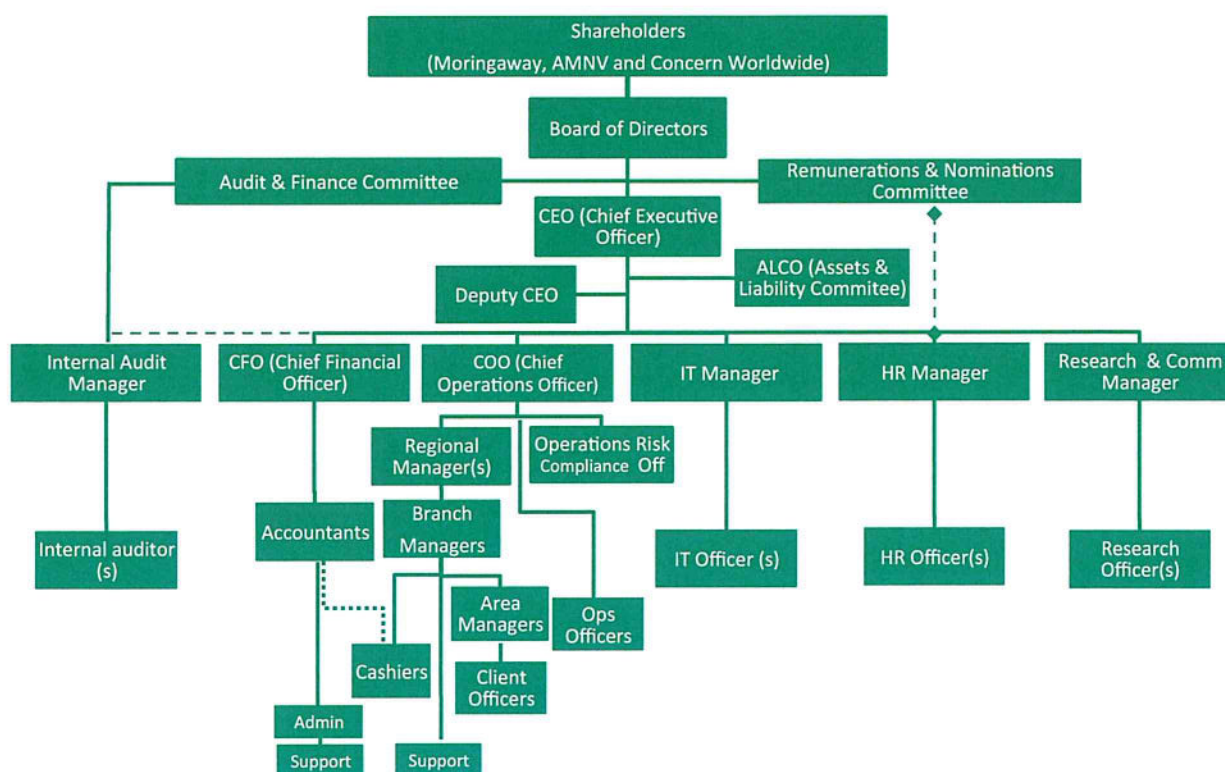 Shareholders
(Moringaway, AMNV and Concern Worldwide)
Board of Directors
Audit & Finance Committee
Remunerations & Nominations
Committee
CEO (Chief Executive
Officer)
ALCO (Assets &
Liability Commitee)
Deputy CEO
Internal Audit
Manager
CFO (Chief Financial
Officer)
COO (Chief
Operations Officer)
IT Manager
HR Manager
Research & Comm
Manager
Regional
Manager(s)
Operations Risk
Compliance Off
Accountants
Branch
Managers
Internal auditor
(s)
IT Officer (s)
HR Officer(s)
Research
Officer(s)
Area
Managers
Ops
Officers
Cashiers
Client
Officers
Admin
Support
Support